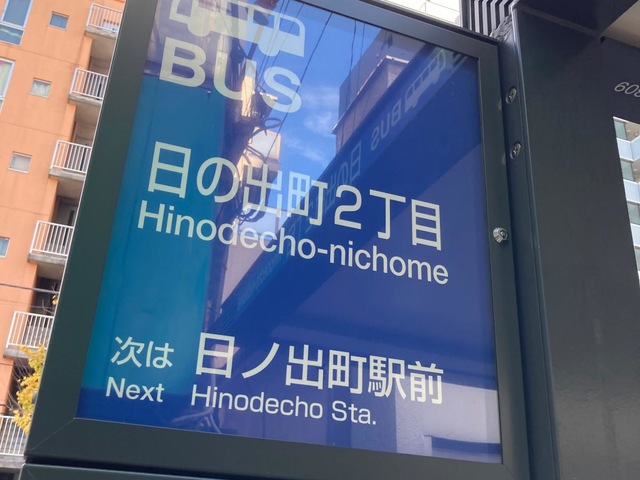 BUS
日の出町2丁目
Hinodecho-nichome
次は 日ノ出町駅前
Next Hinodecho Sta.